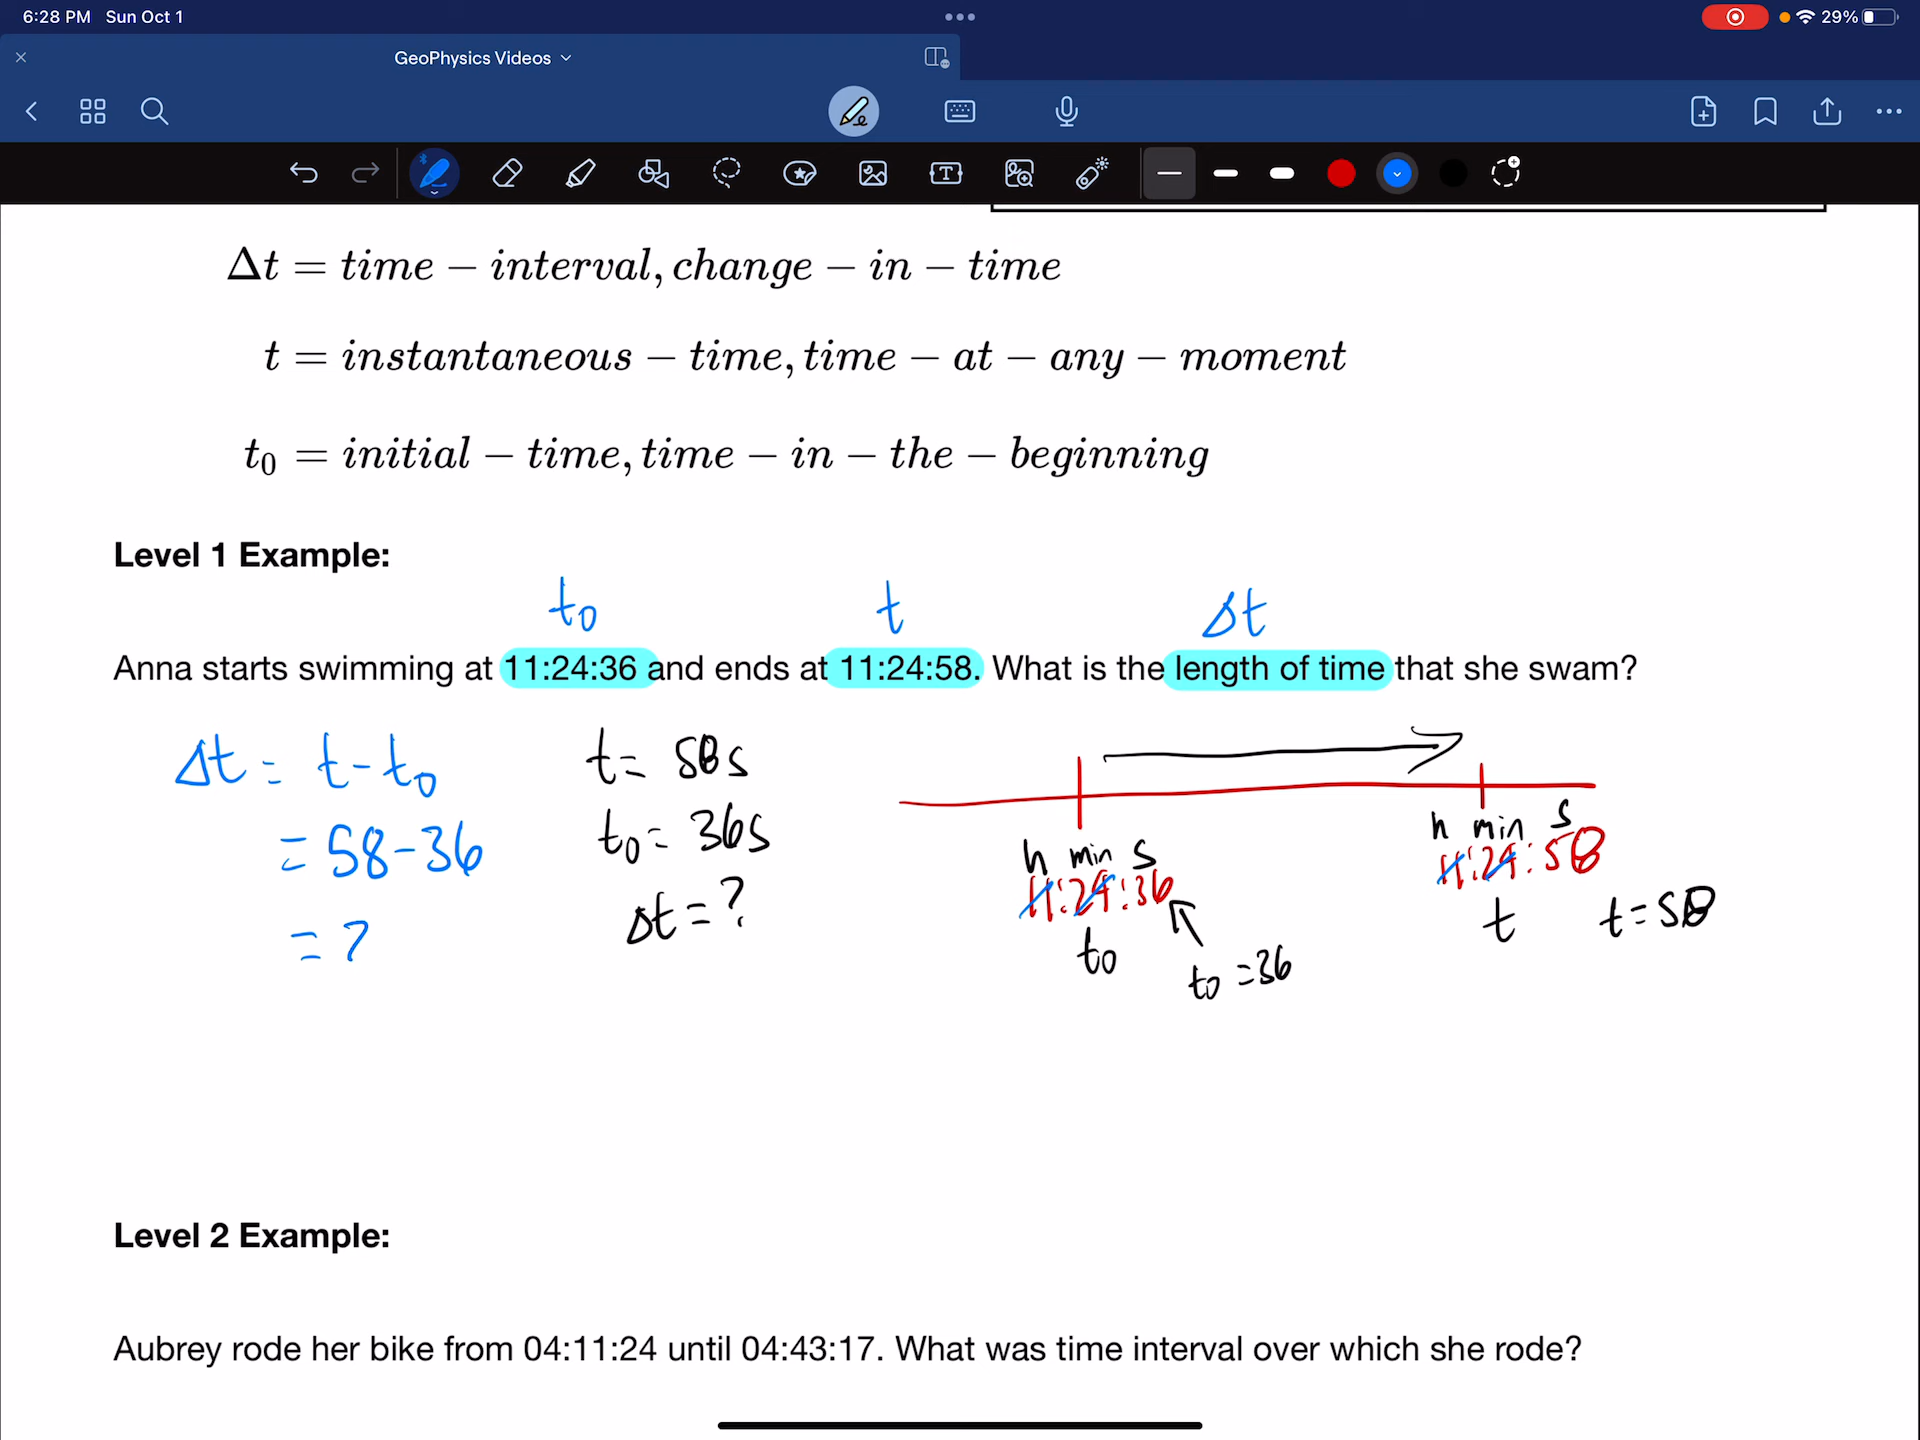 6:28 PM Sun Oct 1
29%
GeoPhysics Videos
Δt = time − interval, change − in − time
t = instantaneous − time, time − at − any − moment
t₀ = initial − time, time − in − the − beginning
Level 1 Example:
t₀ t Δt
Anna starts swimming at 11:24:36 and ends at 11:24:58. What is the length of time that she swam?
Δt = t - t₀
= 58 - 36
= ?
t = 58s
t₀ = 36s
Δt = ?
h min s
11:24:36
t₀
t₀ = 36
h min s
11:24:58
t
t = 58
Level 2 Example:
Aubrey rode her bike from 04:11:24 until 04:43:17. What was time interval over which she rode?